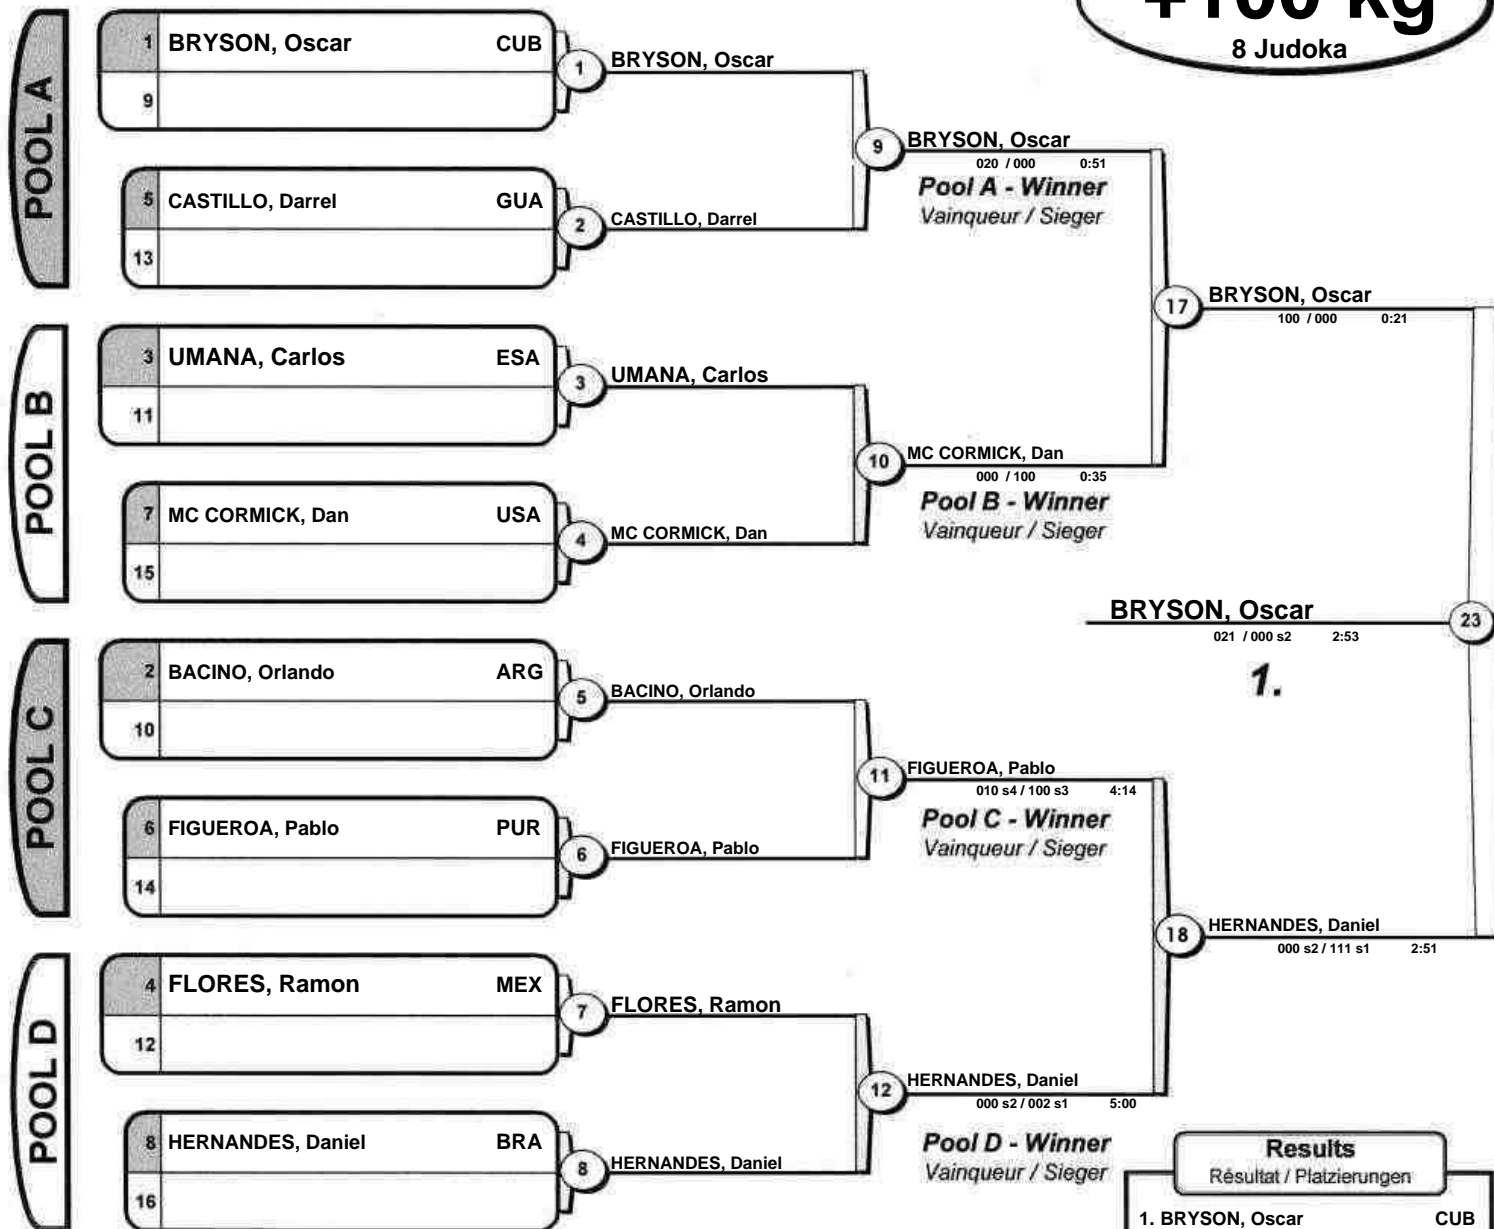 +100 kg
8 Judoka
POOL A
1 BRYSON, Oscar CUB
9
5 CASTILLO, Darrel GUA
13
1 BRYSON, Oscar
2 CASTILLO, Darrel
9 BRYSON, Oscar
020 / 000 0:51
Pool A - Winner
Vainqueur / Sieger
POOL B
3 UMANA, Carlos ESA
11
7 MC CORMICK, Dan USA
15
3 UMANA, Carlos
4 MC CORMICK, Dan
10 MC CORMICK, Dan
000 / 100 0:35
Pool B - Winner
Vainqueur / Sieger
17 BRYSON, Oscar
100 / 000 0:21
BRYSON, Oscar 23
021 / 000 s2 2:53
1.
POOL C
2 BACINO, Orlando ARG
10
6 FIGUEROA, Pablo PUR
14
5 BACINO, Orlando
6 FIGUEROA, Pablo
11 FIGUEROA, Pablo
010 s4 / 100 s3 4:14
Pool C - Winner
Vainqueur / Sieger
POOL D
4 FLORES, Ramon MEX
12
8 HERNANDES, Daniel BRA
16
7 FLORES, Ramon
8 HERNANDES, Daniel
12 HERNANDES, Daniel
000 s2 / 002 s1 5:00
Pool D - Winner
Vainqueur / Sieger
18 HERNANDES, Daniel
000 s2 / 111 s1 2:51
Results
Résultat / Platzierungen
1. BRYSON, Oscar CUB